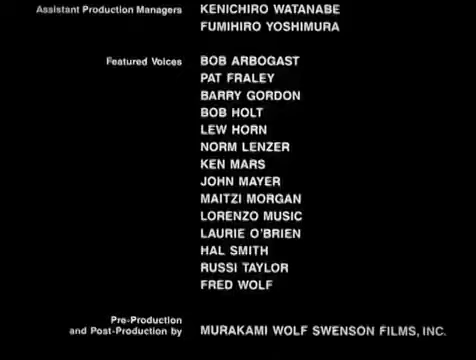 Assistant Production Managers KENICHIRO WATANABE
FUMIHIRO YOSHIMURA
Featured Voices BOB ARBOGAST
PAT FRALEY
BARRY GORDON
BOB HOLT
LEW HORN
NORM LENZER
KEN MARS
JOHN MAYER
MAITZI MORGAN
LORENZO MUSIC
LAURIE O'BRIEN
HAL SMITH
RUSSI TAYLOR
FRED WOLF
Pre-Production
and Post-Production by MURAKAMI WOLF SWENSON FILMS, INC.